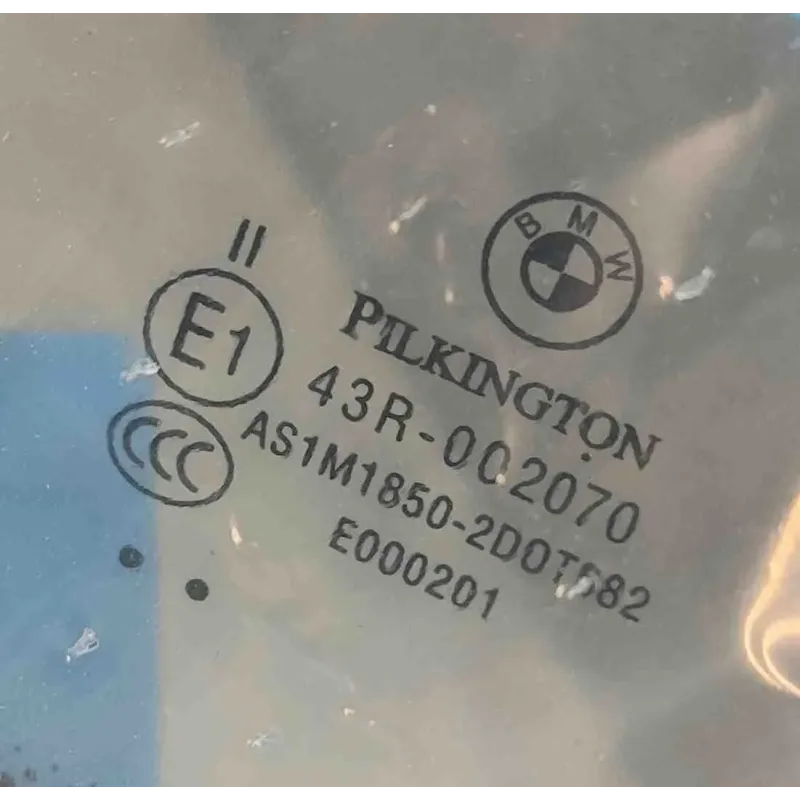 BMW
II
E1
PILKINGTON
43R-002070
CCC
AS1M1850-2DOT682
E000201